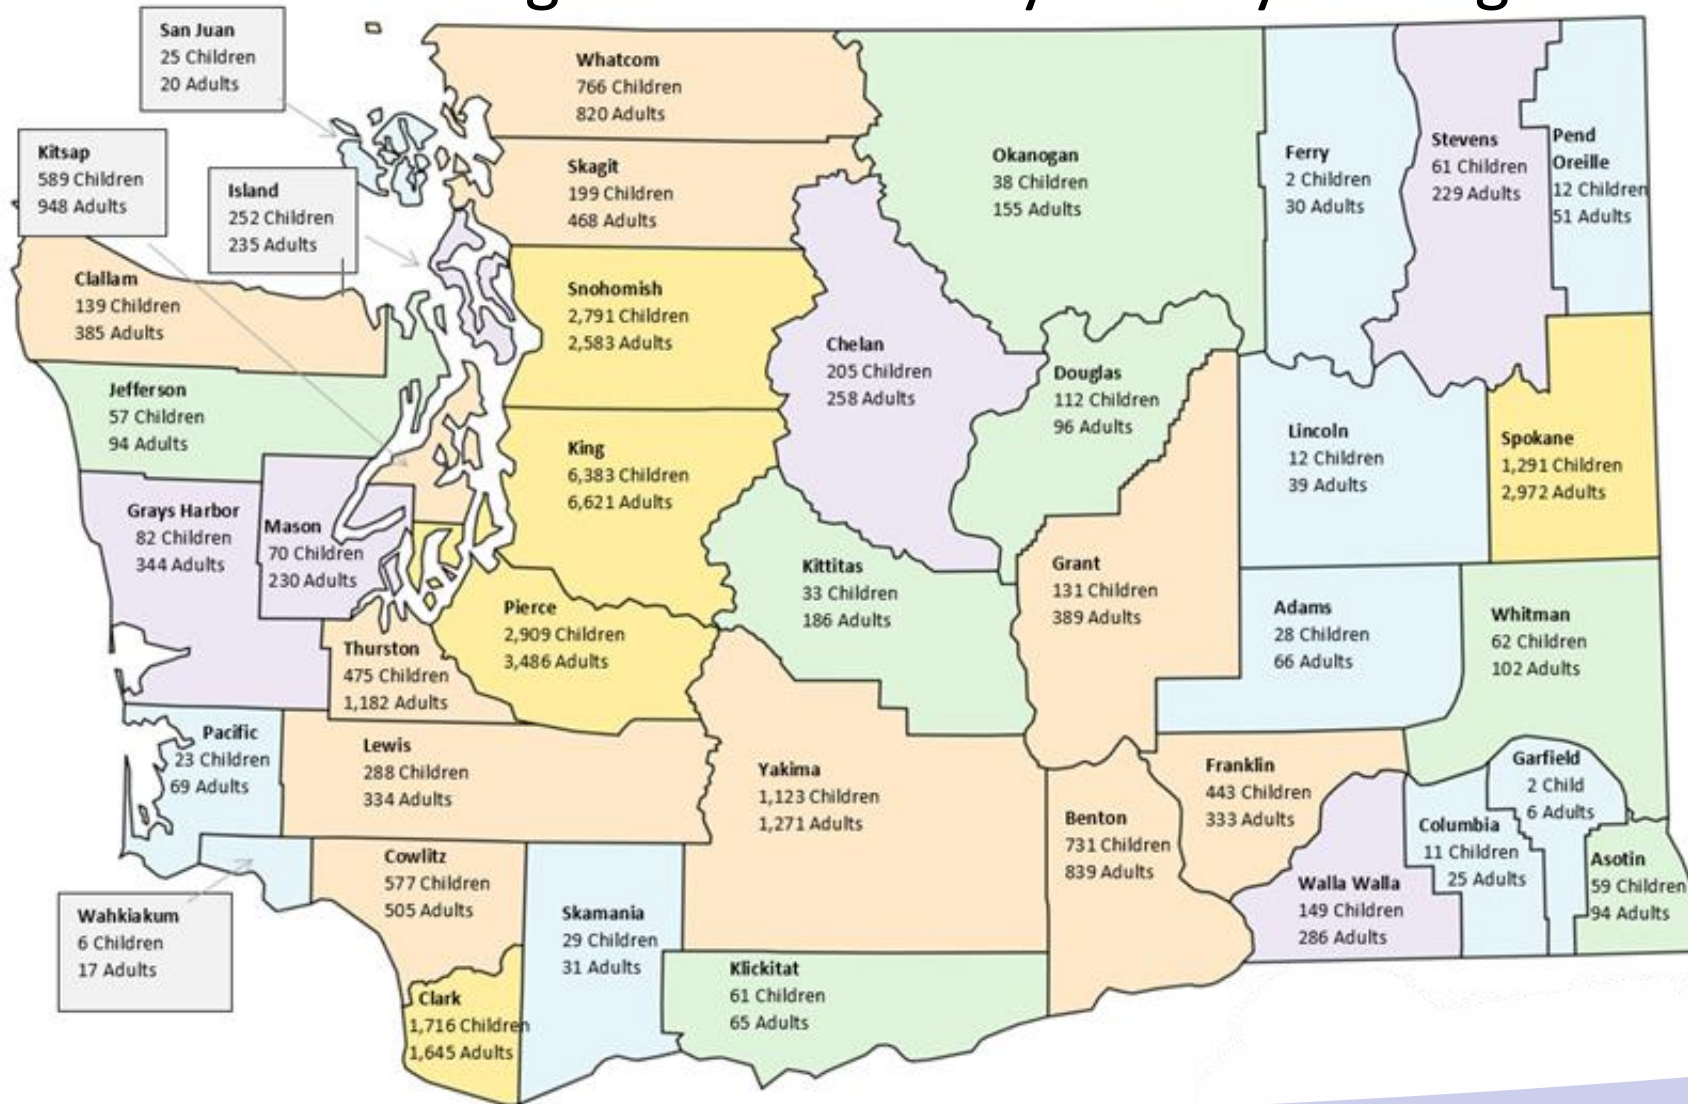 San Juan
25 Children
20 Adults
Whatcom
766 Children
820 Adults
Kitsap
589 Children
948 Adults
Island
252 Children
235 Adults
Skagit
199 Children
468 Adults
Okanogan
38 Children
155 Adults
Ferry
2 Children
30 Adults
Stevens
61 Children
229 Adults
Pend
Oreille
12 Children
51 Adults
Clallam
139 Children
385 Adults
Snohomish
2,791 Children
2,583 Adults
Chelan
205 Children
258 Adults
Douglas
112 Children
96 Adults
Jefferson
57 Children
94 Adults
King
6,383 Children
6,621 Adults
Lincoln
12 Children
39 Adults
Spokane
1,291 Children
2,972 Adults
Grays Harbor
82 Children
344 Adults
Mason
70 Children
230 Adults
Kittitas
33 Children
186 Adults
Grant
131 Children
389 Adults
Adams
28 Children
66 Adults
Whitman
62 Children
102 Adults
Pierce
2,909 Children
3,486 Adults
Thurston
475 Children
1,182 Adults
Pacific
23 Children
69 Adults
Lewis
288 Children
334 Adults
Yakima
1,123 Children
1,271 Adults
Benton
731 Children
839 Adults
Franklin
443 Children
333 Adults
Garfield
2 Child
6 Adults
Columbia
11 Children
25 Adults
Asotin
59 Children
94 Adults
Walla Walla
149 Children
286 Adults
Cowlitz
577 Children
505 Adults
Wahkiakum
6 Children
17 Adults
Skamania
29 Children
31 Adults
Klickitat
61 Children
65 Adults
Clark
1,716 Children
1,645 Adults